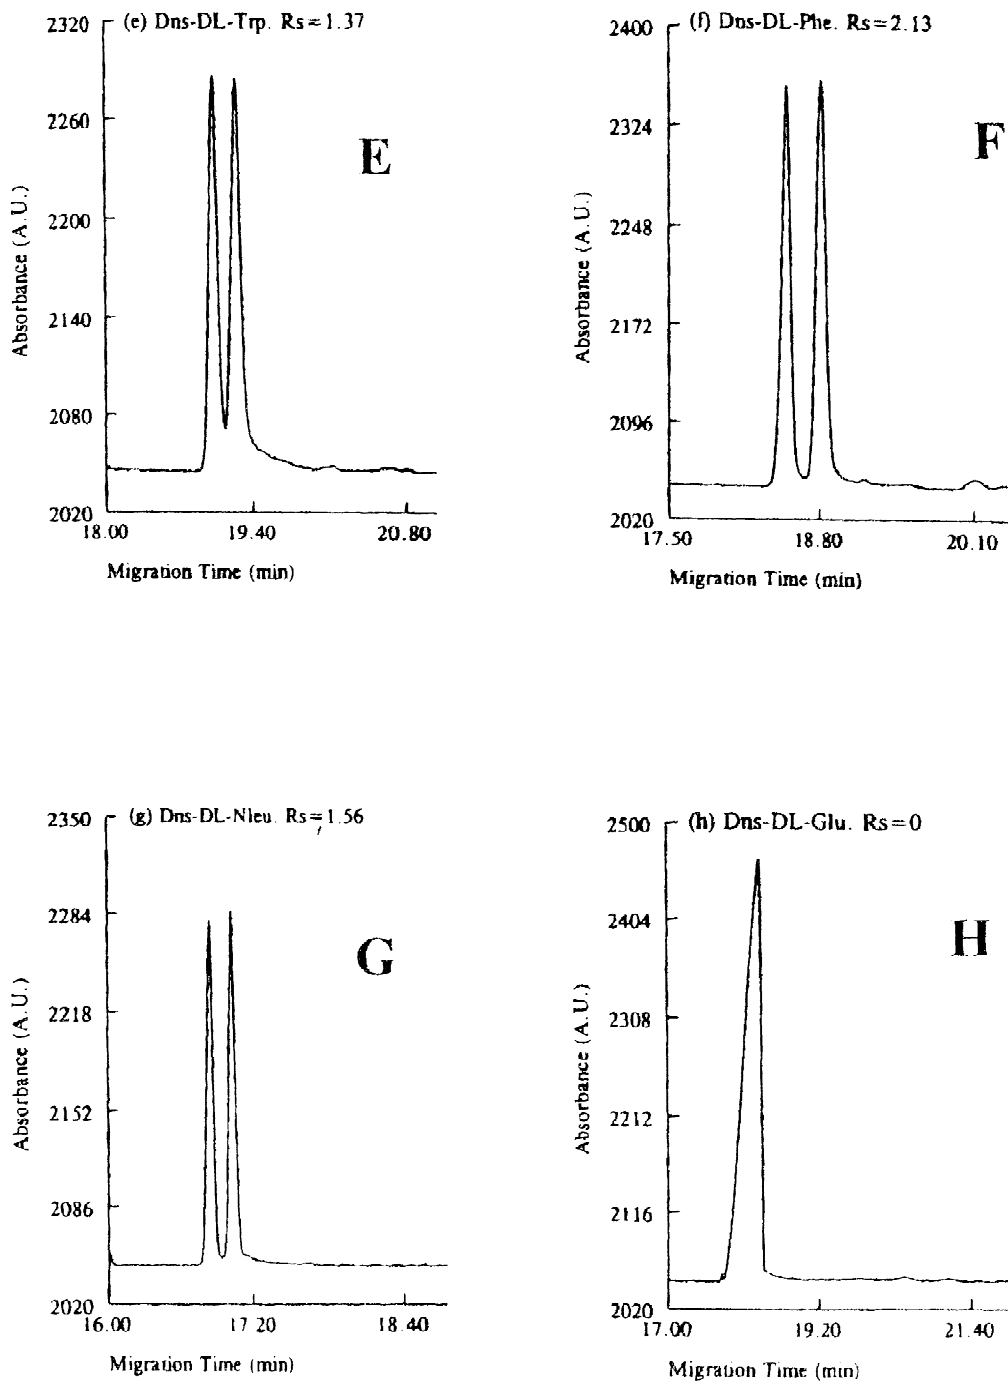 (e) Dns-DL-Trp. Rs=1.37
2320
2260
2200
2140
2080
2020
Absorbance (A.U.)
E
18.00 19.40 20.80
Migration Time (min)
(f) Dns-DL-Phe. Rs=2.13
2400
2324
2248
2172
2096
2020
Absorbance (A.U.)
F
17.50 18.80 20.10
Migration Time (min)
(g) Dns-DL-Nleu. Rs=1.56
2350
2284
2218
2152
2086
2020
Absorbance (A.U.)
G
16.00 17.20 18.40
Migration Time (min)
(h) Dns-DL-Glu. Rs=0
2500
2404
2308
2212
2116
2020
Absorbance (A.U.)
H
17.00 19.20 21.40
Migration Time (min)